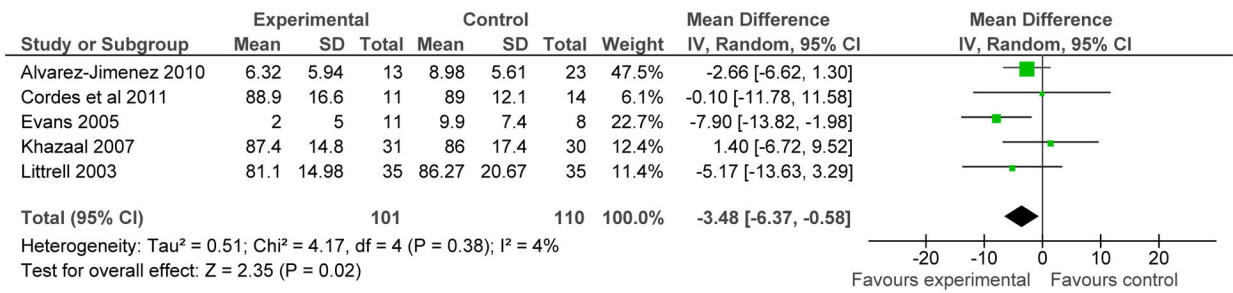 Experimental Control Mean Difference Mean Difference
Study or Subgroup Mean SD Total Mean SD Total Weight IV, Random, 95% CI IV, Random, 95% CI
Alvarez-Jimenez 2010 6.32 5.94 13 8.98 5.61 23 47.5% -2.66 [-6.62, 1.30]
Cordes et al 2011 88.9 16.6 11 89 12.1 14 6.1% -0.10 [-11.78, 11.58]
Evans 2005 2 5 11 9.9 7.4 8 22.7% -7.90 [-13.82, -1.98]
Khazaal 2007 87.4 14.8 31 86 17.4 30 12.4% 1.40 [-6.72, 9.52]
Littrell 2003 81.1 14.98 35 86.27 20.67 35 11.4% -5.17 [-13.63, 3.29]
Total (95% CI) 101 110 100.0% -3.48 [-6.37, -0.58]
Heterogeneity: Tau² = 0.51; Chi² = 4.17, df = 4 (P = 0.38); I² = 4%
Test for overall effect: Z = 2.35 (P = 0.02)
-20 -10 0 10 20
Favours experimental Favours control